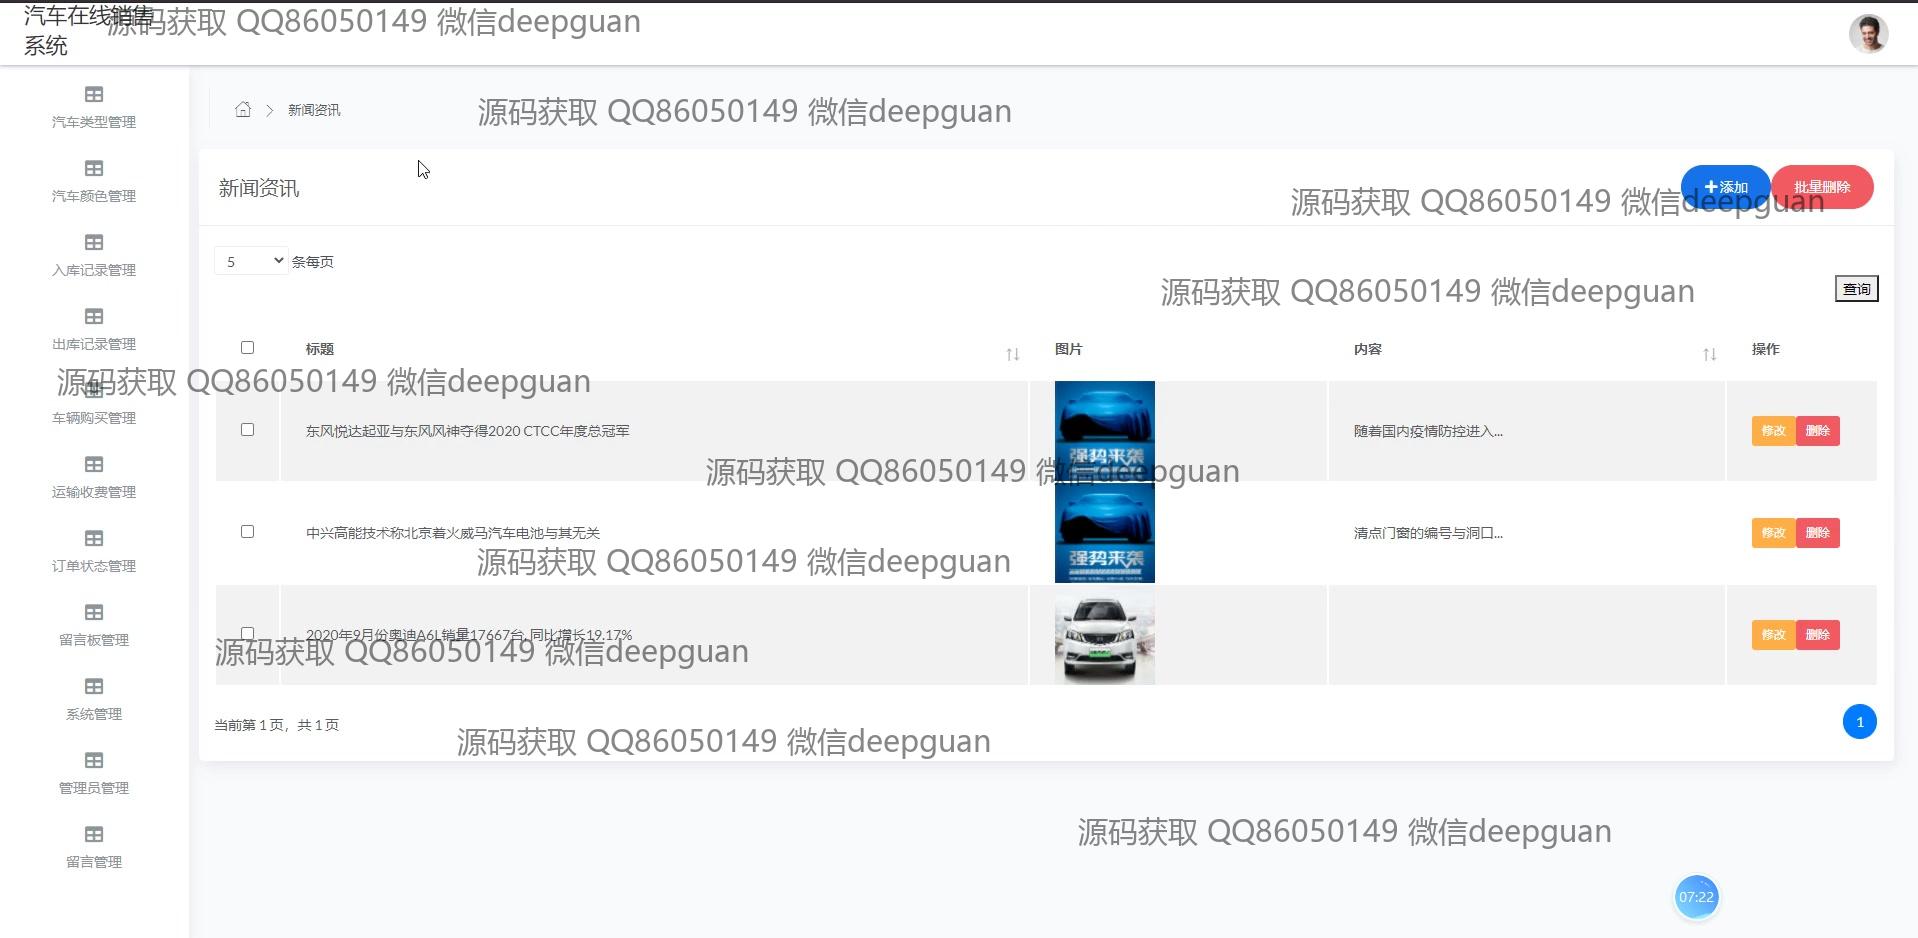 汽车在线销售
系统
源码获取 QQ86050149 微信deepguan
汽车类型管理
汽车颜色管理
入库记录管理
出库记录管理
车辆购买管理
运输收费管理
订单状态管理
留言板管理
系统管理
管理员管理
留言管理
新闻资讯
源码获取 QQ86050149 微信deepguan
新闻资讯
添加
批量删除
源码获取 QQ86050149 微信deepguan
5 条每页
源码获取 QQ86050149 微信deepguan
查询
标题 图片 内容 操作
源码获取 QQ86050149 微信deepguan
东风悦达起亚与东风风神夺得2020 CTCC年度总冠军
强势来袭
随着国内疫情防控进入...
修改 删除
源码获取 QQ86050149 微信deepguan
中兴高能技术称北京着火威马汽车电池与其无关
强势来袭
清点门窗的编号与洞口...
修改 删除
源码获取 QQ86050149 微信deepguan
2020年9月份奥迪A6L销量17667台, 同比增长19.17%
修改 删除
源码获取 QQ86050149 微信deepguan
当前第 1 页，共 1 页
1
源码获取 QQ86050149 微信deepguan
源码获取 QQ86050149 微信deepguan
07:22